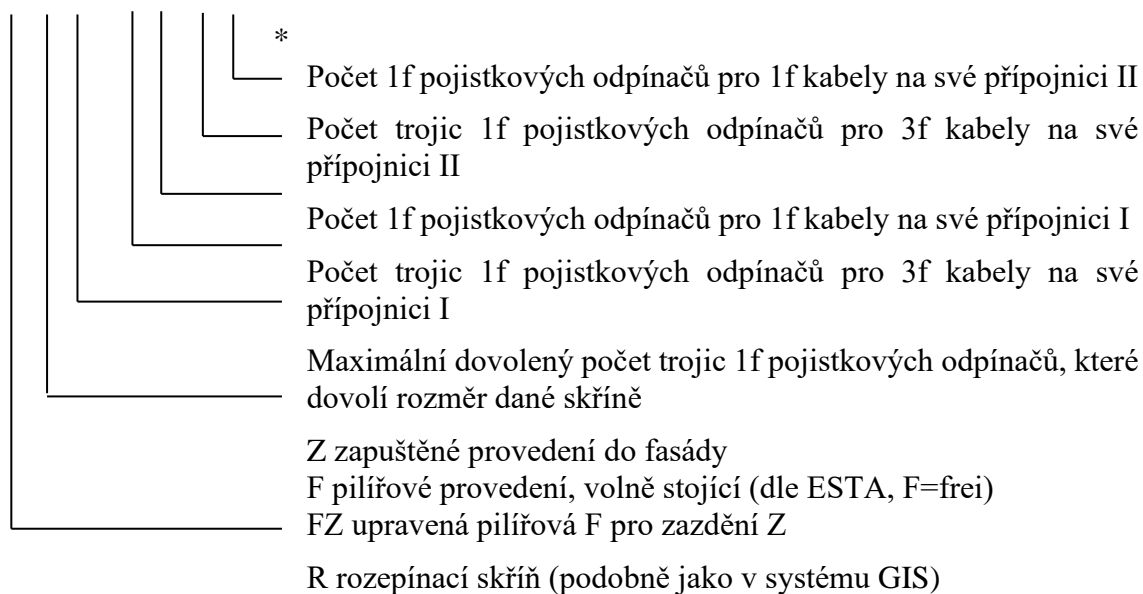 *
Počet 1f pojistkových odpínačů pro 1f kabely na své přípojnici II
Počet trojic 1f pojistkových odpínačů pro 3f kabely na své
přípojnici II
Počet 1f pojistkových odpínačů pro 1f kabely na své přípojnici I
Počet trojic 1f pojistkových odpínačů pro 3f kabely na své
přípojnici I
Maximální dovolený počet trojic 1f pojistkových odpínačů, které
dovolí rozměr dané skříně
Z zapuštěné provedení do fasády
F pilířové provedení, volně stojící (dle ESTA, F=frei)
FZ upravená pilířová F pro zazdění Z
R rozepínací skříň (podobně jako v systému GIS)